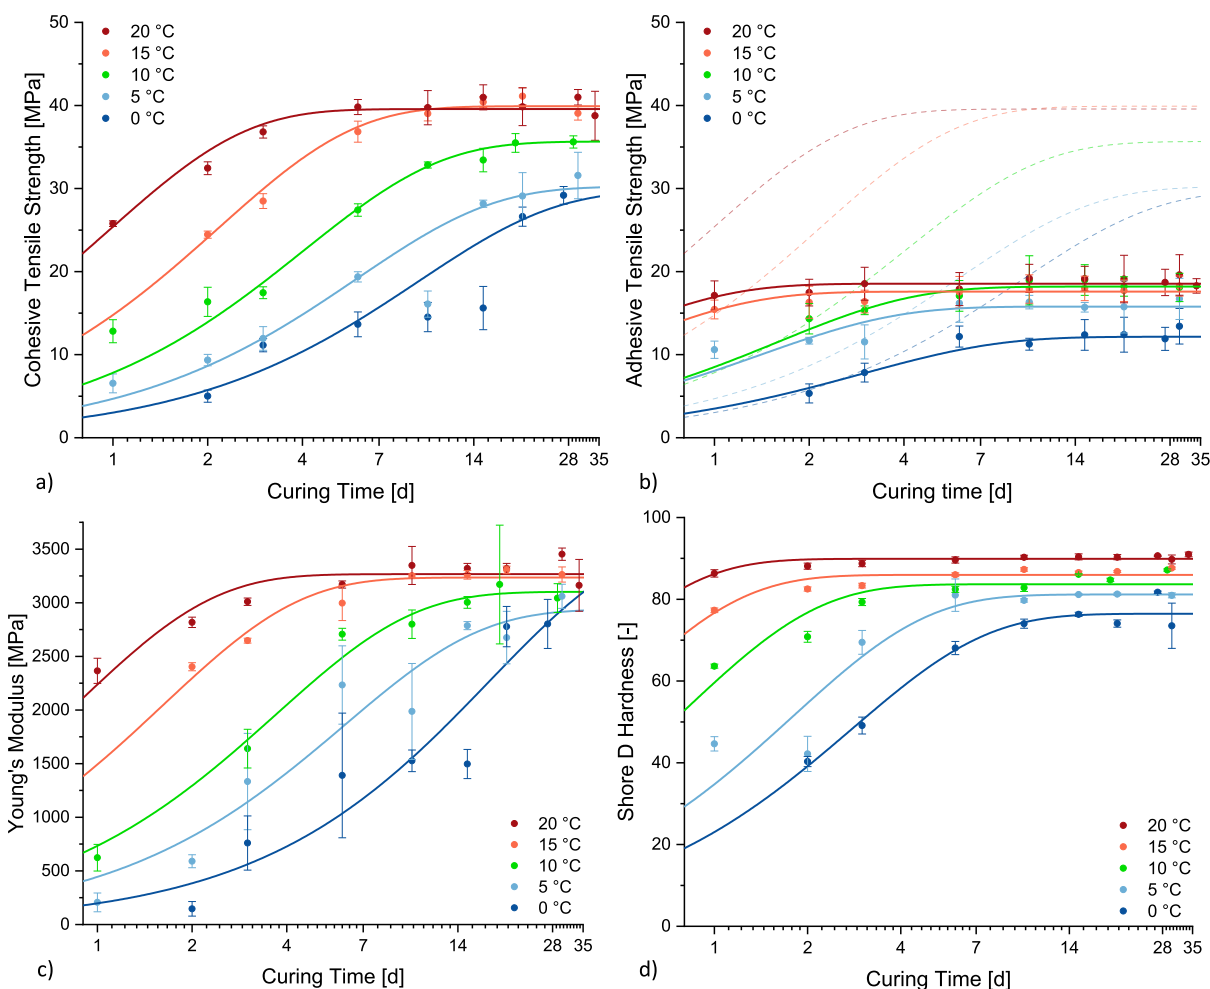 50
40
30
20
10
0
Cohesive Tensile Strength [MPa]
20 °C
15 °C
10 °C
5 °C
0 °C
1 2 4 7 14 28 35
Curing Time [d]
a)
50
40
30
20
10
0
Adhesive Tensile Strength [MPa]
20 °C
15 °C
10 °C
5 °C
0 °C
1 2 4 7 14 28 35
Curing time [d]
b)
3500
3000
2500
2000
1500
1000
500
0
Young's Modulus [MPa]
20 °C
15 °C
10 °C
5 °C
0 °C
1 2 4 7 14 28 35
Curing Time [d]
c)
100
80
60
40
20
0
Shore D Hardness [-]
20 °C
15 °C
10 °C
5 °C
0 °C
1 2 4 7 14 28 35
Curing Time [d]
d)